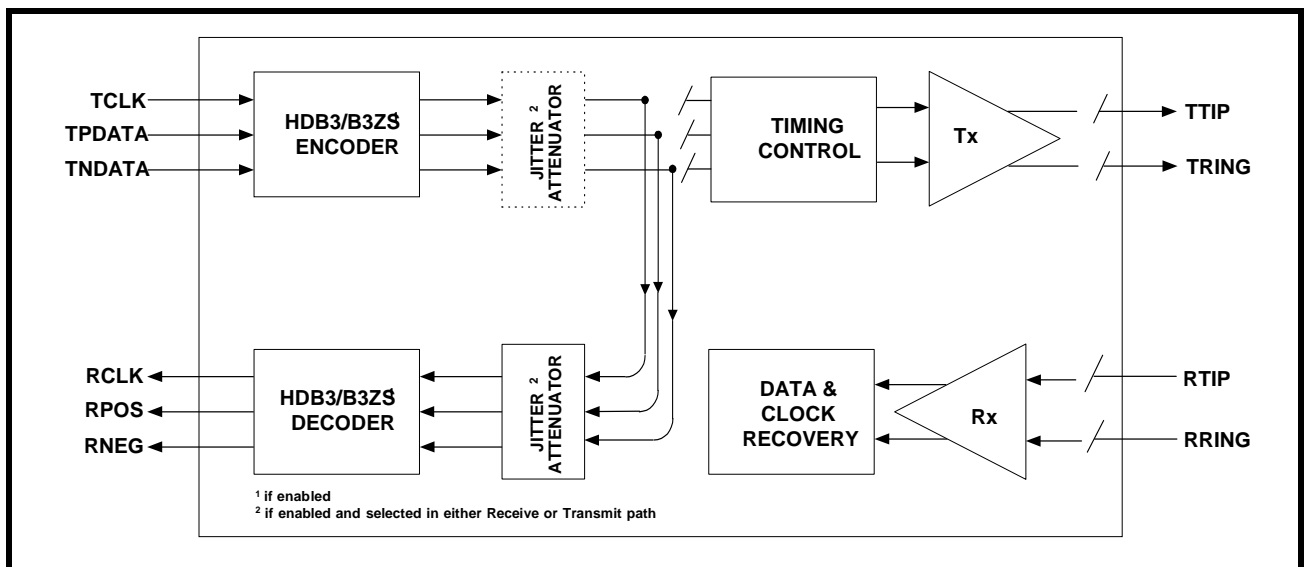 TCLK
TPDATA
TNDATA
HDB3/B3ZS1
ENCODER
JITTER 2
ATTENUATOR
TIMING
CONTROL
Tx
TTIP
TRING
RCLK
RPOS
RNEG
HDB3/B3ZS1
DECODER
JITTER 2
ATTENUATOR
DATA &
CLOCK
RECOVERY
Rx
RTIP
RRING
1 if enabled
2 if enabled and selected in either Receive or Transmit path